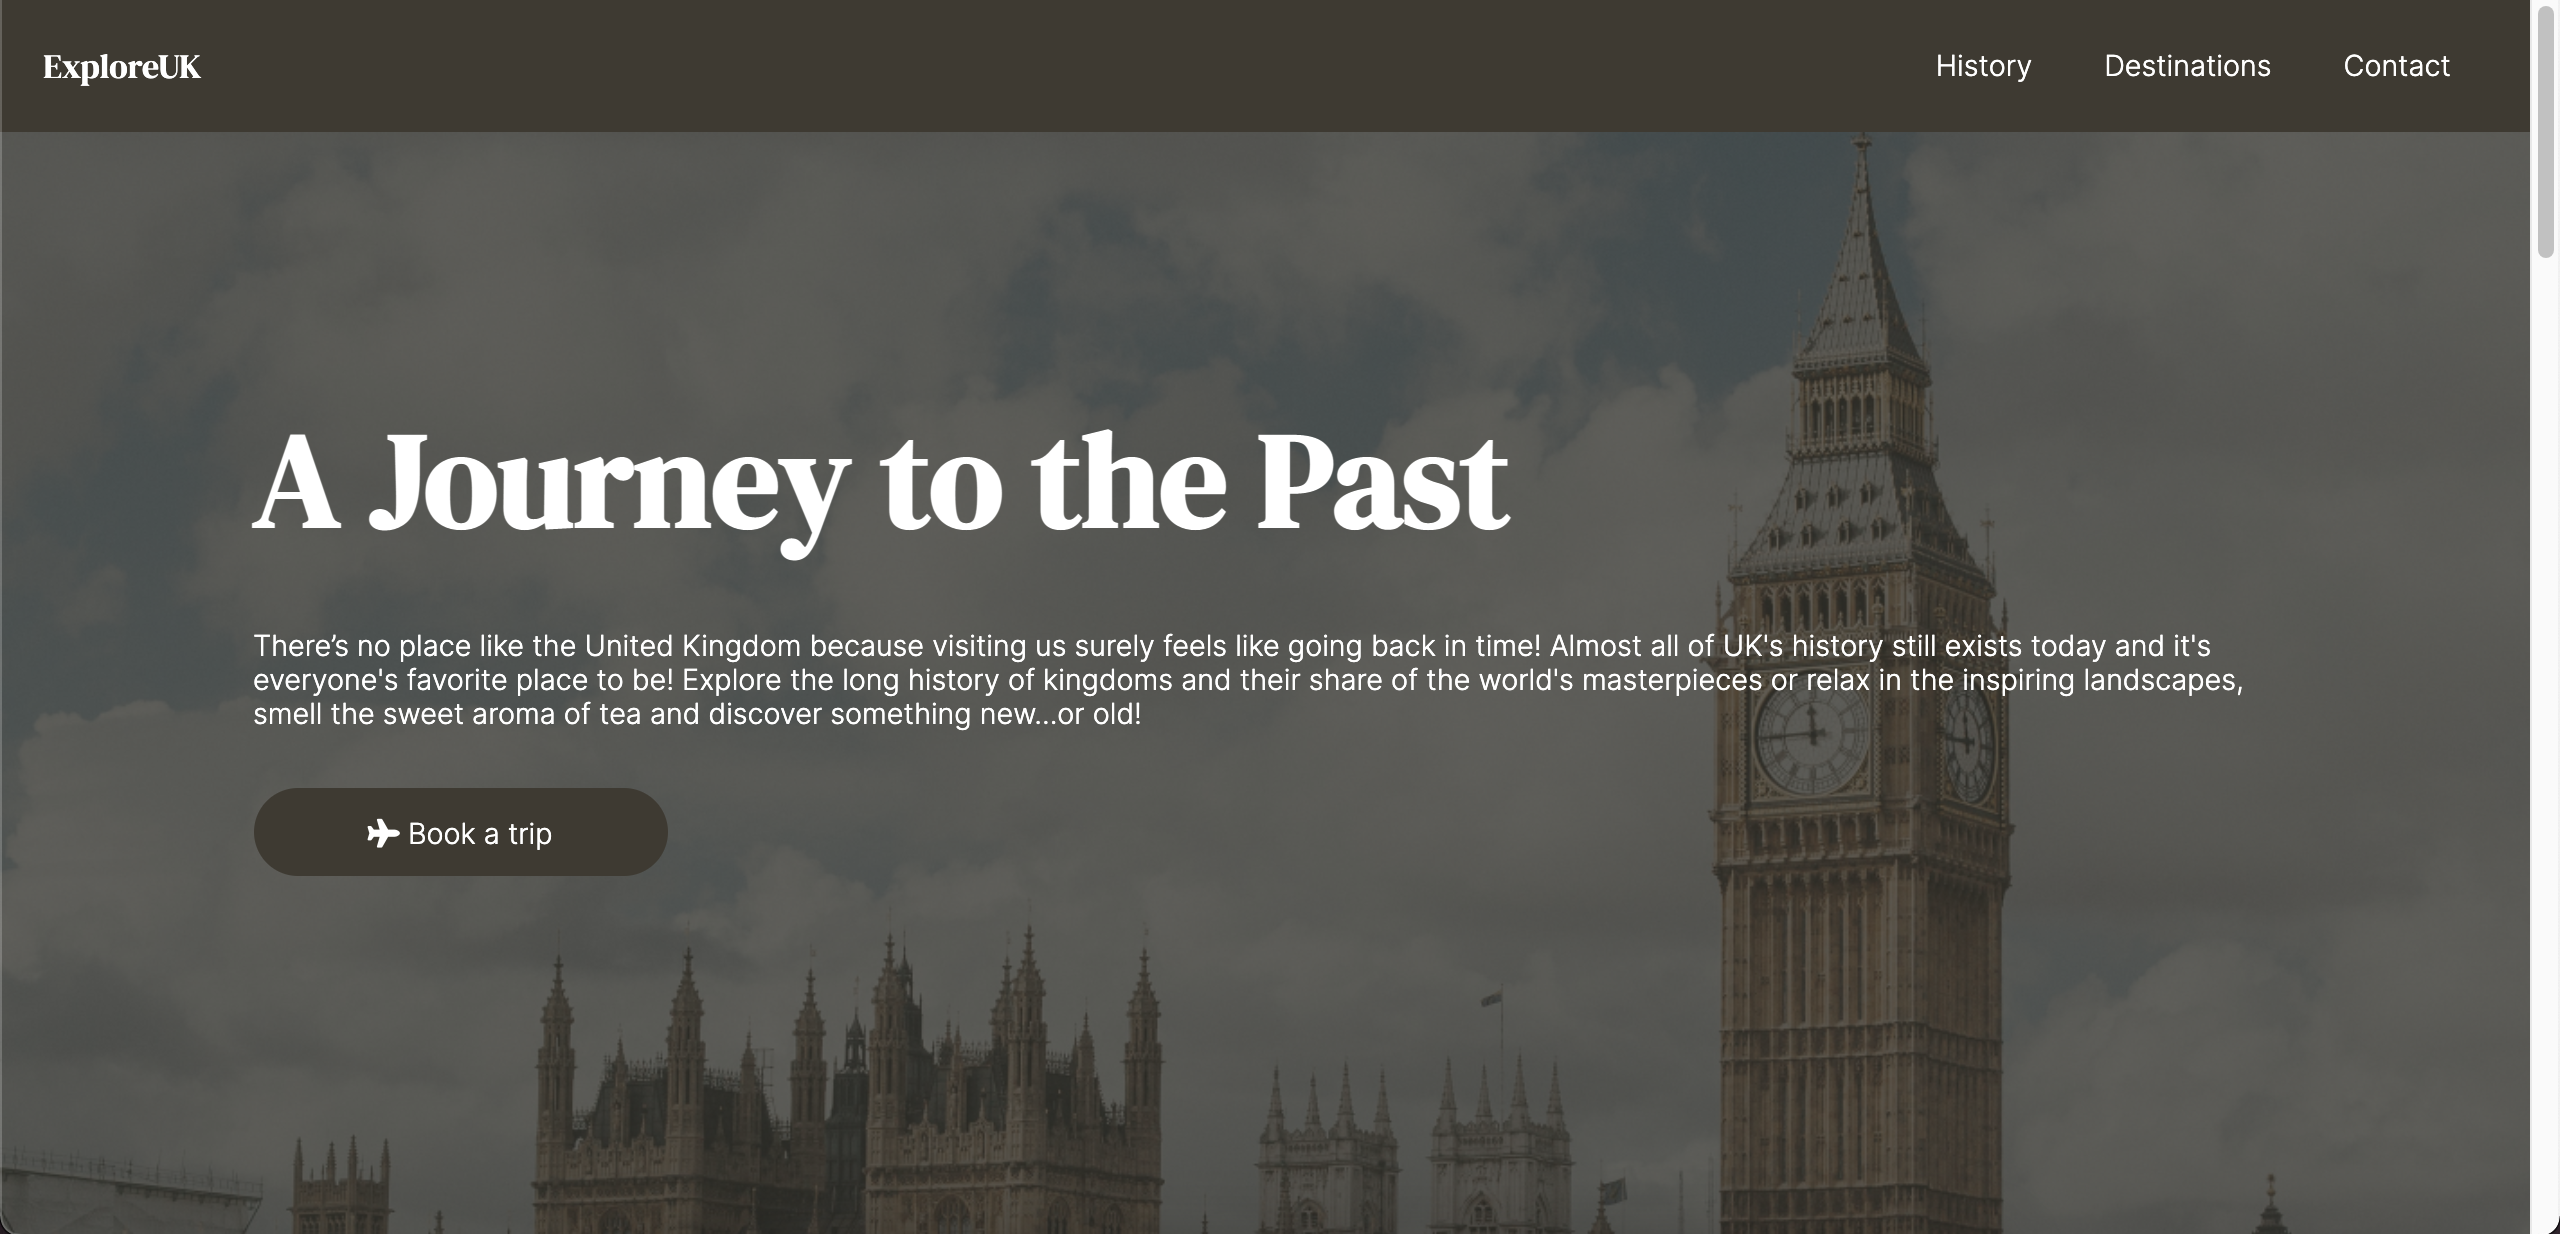 ExploreUK
History
Destinations
Contact
A Journey to the Past
There’s no place like the United Kingdom because visiting us surely feels like going back in time! Almost all of UK's history still exists today and it's
everyone's favorite place to be! Explore the long history of kingdoms and their share of the world's masterpieces or relax in the inspiring landscapes,
smell the sweet aroma of tea and discover something new...or old!
Book a trip